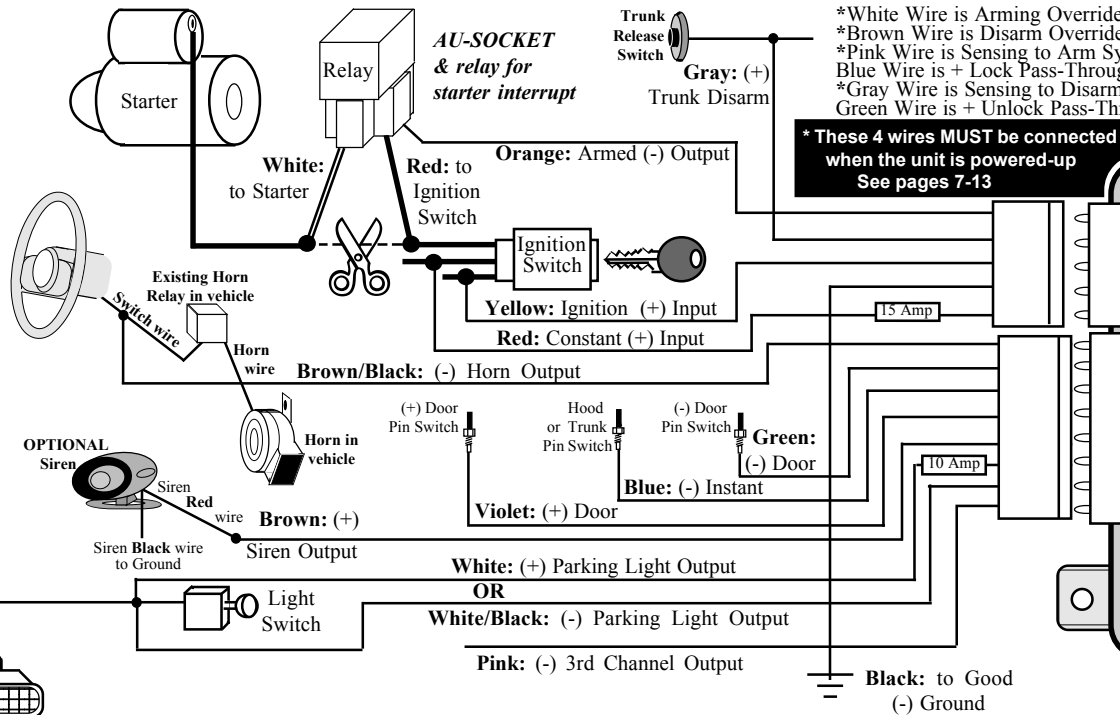 Starter
Relay
AU-SOCKET
& relay for
starter interrupt
Trunk
Release
Switch
Gray: (+)
Trunk Disarm
*White Wire is Arming Override
*Brown Wire is Disarm Override
*Pink Wire is Sensing to Arm
Blue Wire is + Lock
*Gray Wire is Sensing to Disarm
Green Wire is + Unlock
* These 4 wires MUST be connected
when the unit is powered-up
See pages 7-13
White:
to Starter
Red: to
Ignition
Switch
Orange: Armed (-) Output
Ignition
Switch
Yellow: Ignition (+) Input
Red: Constant (+) Input
15 Amp
Existing Horn
Relay in vehicle
Switch wire
Horn
wire
Brown/Black: (-) Horn Output
Horn in
vehicle
(+) Door
Pin Switch
Hood
or Trunk
Pin Switch
(-) Door
Pin Switch
Green:
(-) Door
10 Amp
Blue: (-) Instant
Violet: (+) Door
OPTIONAL
Siren
Siren
Red
wire
Brown: (+)
Siren Output
Siren Black wire
to Ground
White: (+) Parking Light Output
OR
White/Black: (-) Parking Light Output
Light
Switch
Pink: (-) 3rd Channel Output
Black: to Good
(-) Ground